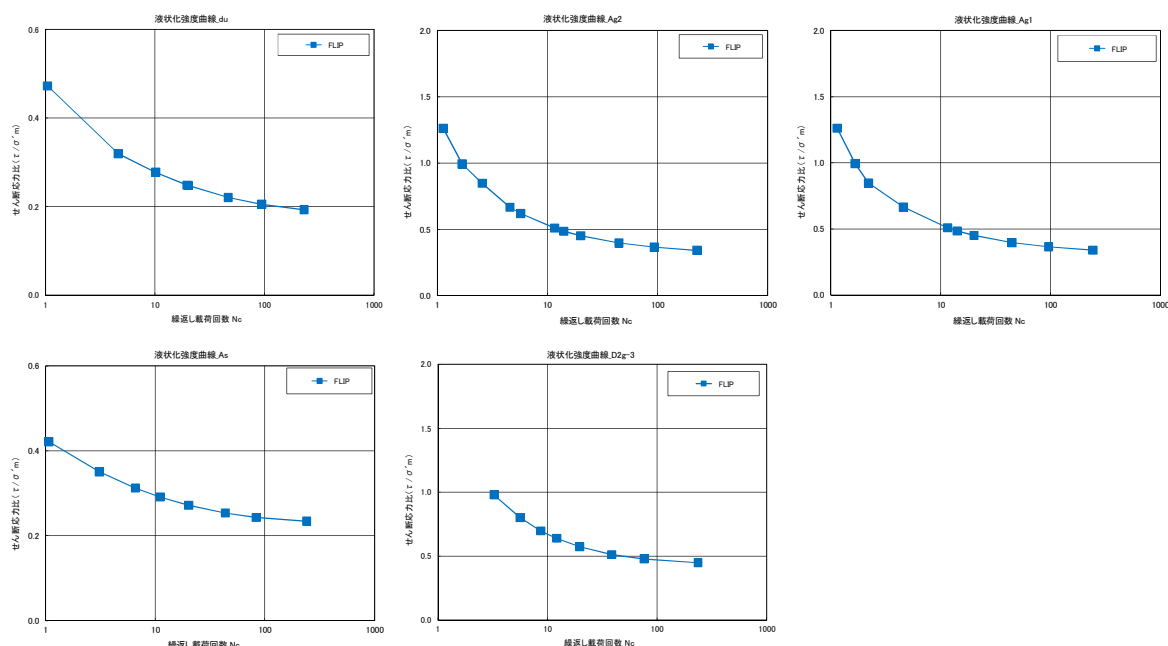 液状化強度曲線_du
0.6
FLIP
0.4
0.2
0.0
せん断応力比(τ/σ´m)
1
10
100
1000
繰返し載荷回数 Nc
液状化強度曲線_Ag2
2.0
FLIP
1.5
1.0
0.5
0.0
せん断応力比(τ/σ´m)
1
10
100
1000
繰返し載荷回数 Nc
液状化強度曲線_Ag1
2.0
FLIP
1.5
1.0
0.5
0.0
せん断応力比(τ/σ´m)
1
10
100
1000
繰返し載荷回数 Nc
液状化強度曲線_As
0.6
FLIP
0.4
0.2
0.0
せん断応力比(τ/σ´m)
1
10
100
1000
繰返し載荷回数 Nc
液状化強度曲線_D2g-3
2.0
FLIP
1.5
1.0
0.5
0.0
せん断応力比(τ/σ´m)
1
10
100
1000
繰返し載荷回数 Nc